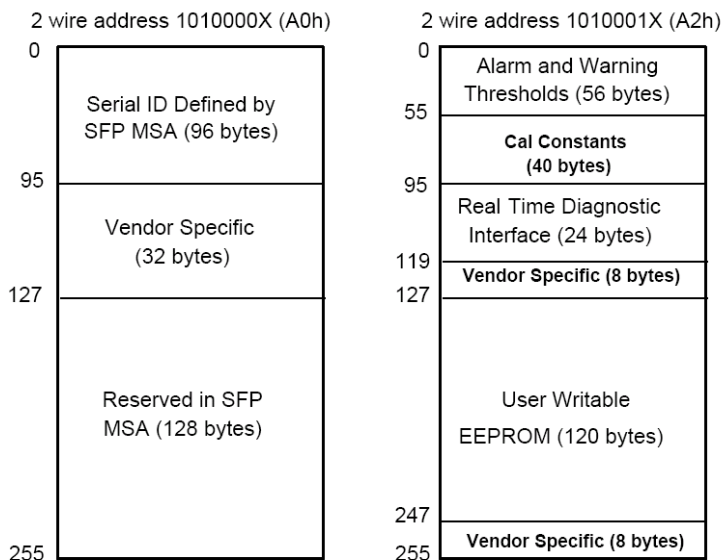 2 wire address 1010000X (A0h)
0
Serial ID Defined by
SFP MSA (96 bytes)
95
Vendor Specific
(32 bytes)
127
Reserved in SFP
MSA (128 bytes)
255
2 wire address 1010001X (A2h)
0
Alarm and Warning
Thresholds (56 bytes)
55
Cal Constants
(40 bytes)
95
Real Time Diagnostic
Interface (24 bytes)
119
Vendor Specific (8 bytes)
127
User Writable
EEPROM (120 bytes)
247
Vendor Specific (8 bytes)
255